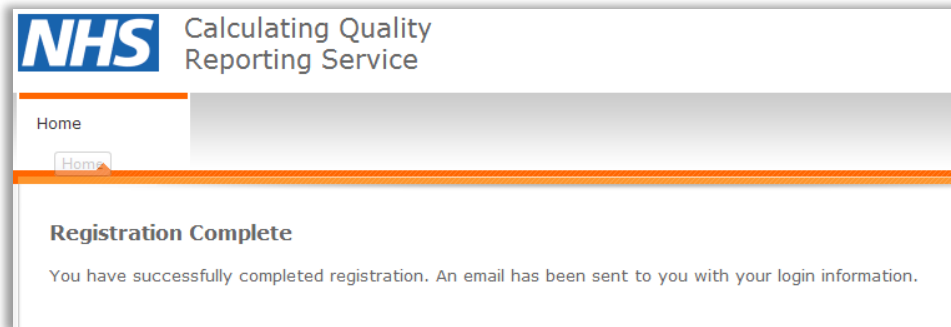 NHS
Calculating Quality
Reporting Service
Home
Home
Registration Complete
You have successfully completed registration. An email has been sent to you with your login information.